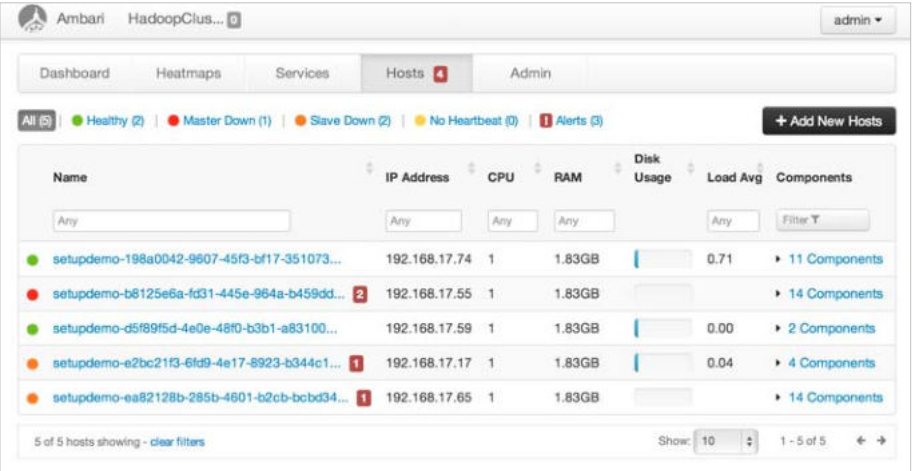 Ambari HadoopClus... 0 admin
Dashboard Heatmaps Services Hosts 4 Admin
All (5) Healthy (2) Master Down (1) Slave Down (2) No Heartbeat (0) ! Alerts (3) + Add New Hosts
Name IP Address CPU RAM Disk Usage Load Avg Components
Any Any Any Any Any Filter
setupdemo-198a0042-9607-45f3-bf17-351073... 192.168.17.74 1 1.83GB 0.71 11 Components
setupdemo-b8125e6a-fd31-445e-964a-b459dd... 2 192.168.17.55 1 1.83GB 14 Components
setupdemo-d5f89f5d-4e0e-48f0-b3b1-a83100... 192.168.17.59 1 1.83GB 0.00 2 Components
setupdemo-e2bc21f3-6fd9-4e17-8923-b344c1... 1 192.168.17.17 1 1.83GB 0.04 4 Components
setupdemo-ea82128b-285b-4601-b2cb-bcbd34... 1 192.168.17.65 1 1.83GB 14 Components
5 of 5 hosts showing - clear filters Show: 10 1 - 5 of 5